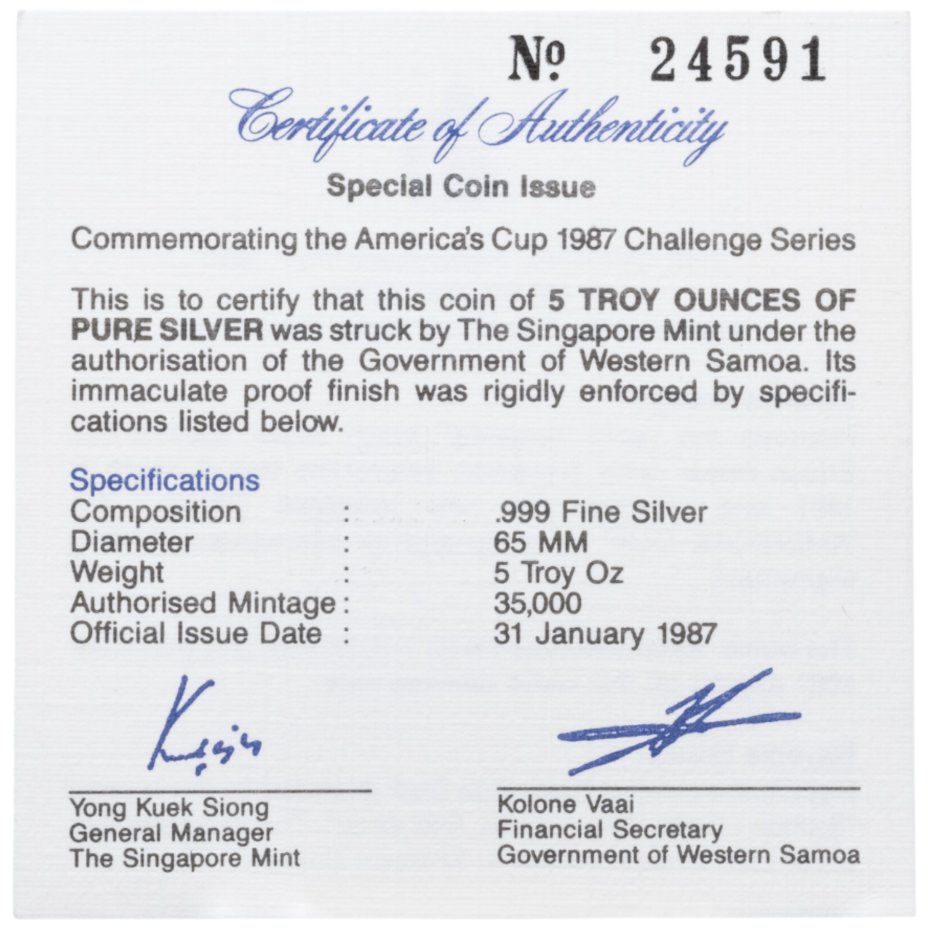 Nº 24591
Certificate of Authenticity
Special Coin Issue
Commemorating the America's Cup 1987 Challenge Series
This is to certify that this coin of 5 TROY OUNCES OF
PURE SILVER was struck by The Singapore Mint under the
authorisation of the Government of Western Samoa. Its
immaculate proof finish was rigidly enforced by specifi-
cations listed below.
Specifications
Composition : .999 Fine Silver
Diameter : 65 MM
Weight : 5 Troy Oz
Authorised Mintage : 35,000
Official Issue Date : 31 January 1987
Yong Kuek Siong
General Manager
The Singapore Mint
Kolone Vaai
Financial Secretary
Government of Western Samoa